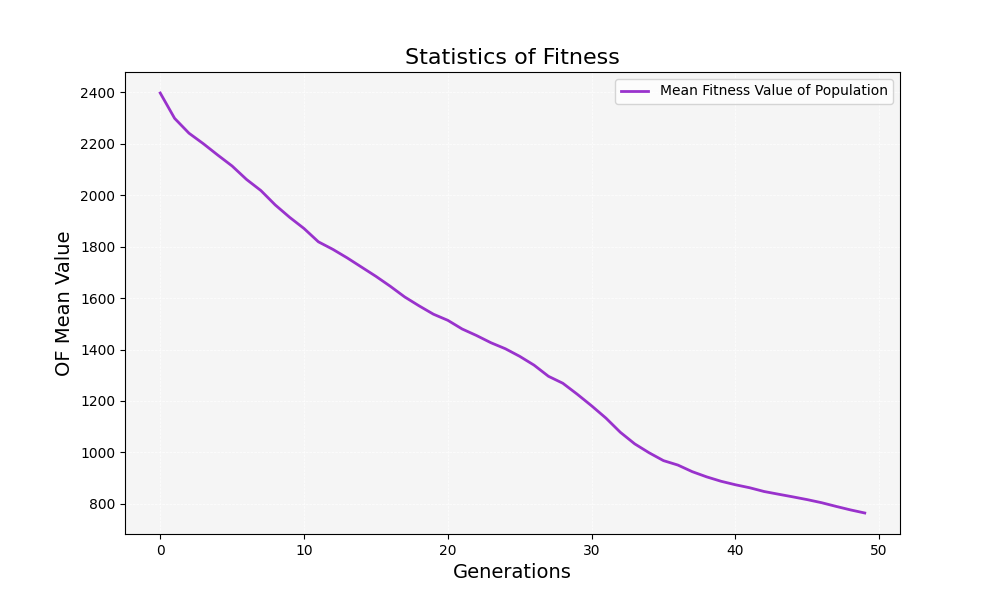 Statistics of Fitness
Mean Fitness Value of Population
OF Mean Value
2400
2200
2000
1800
1600
1400
1200
1000
800
0 10 20 30 40 50
Generations